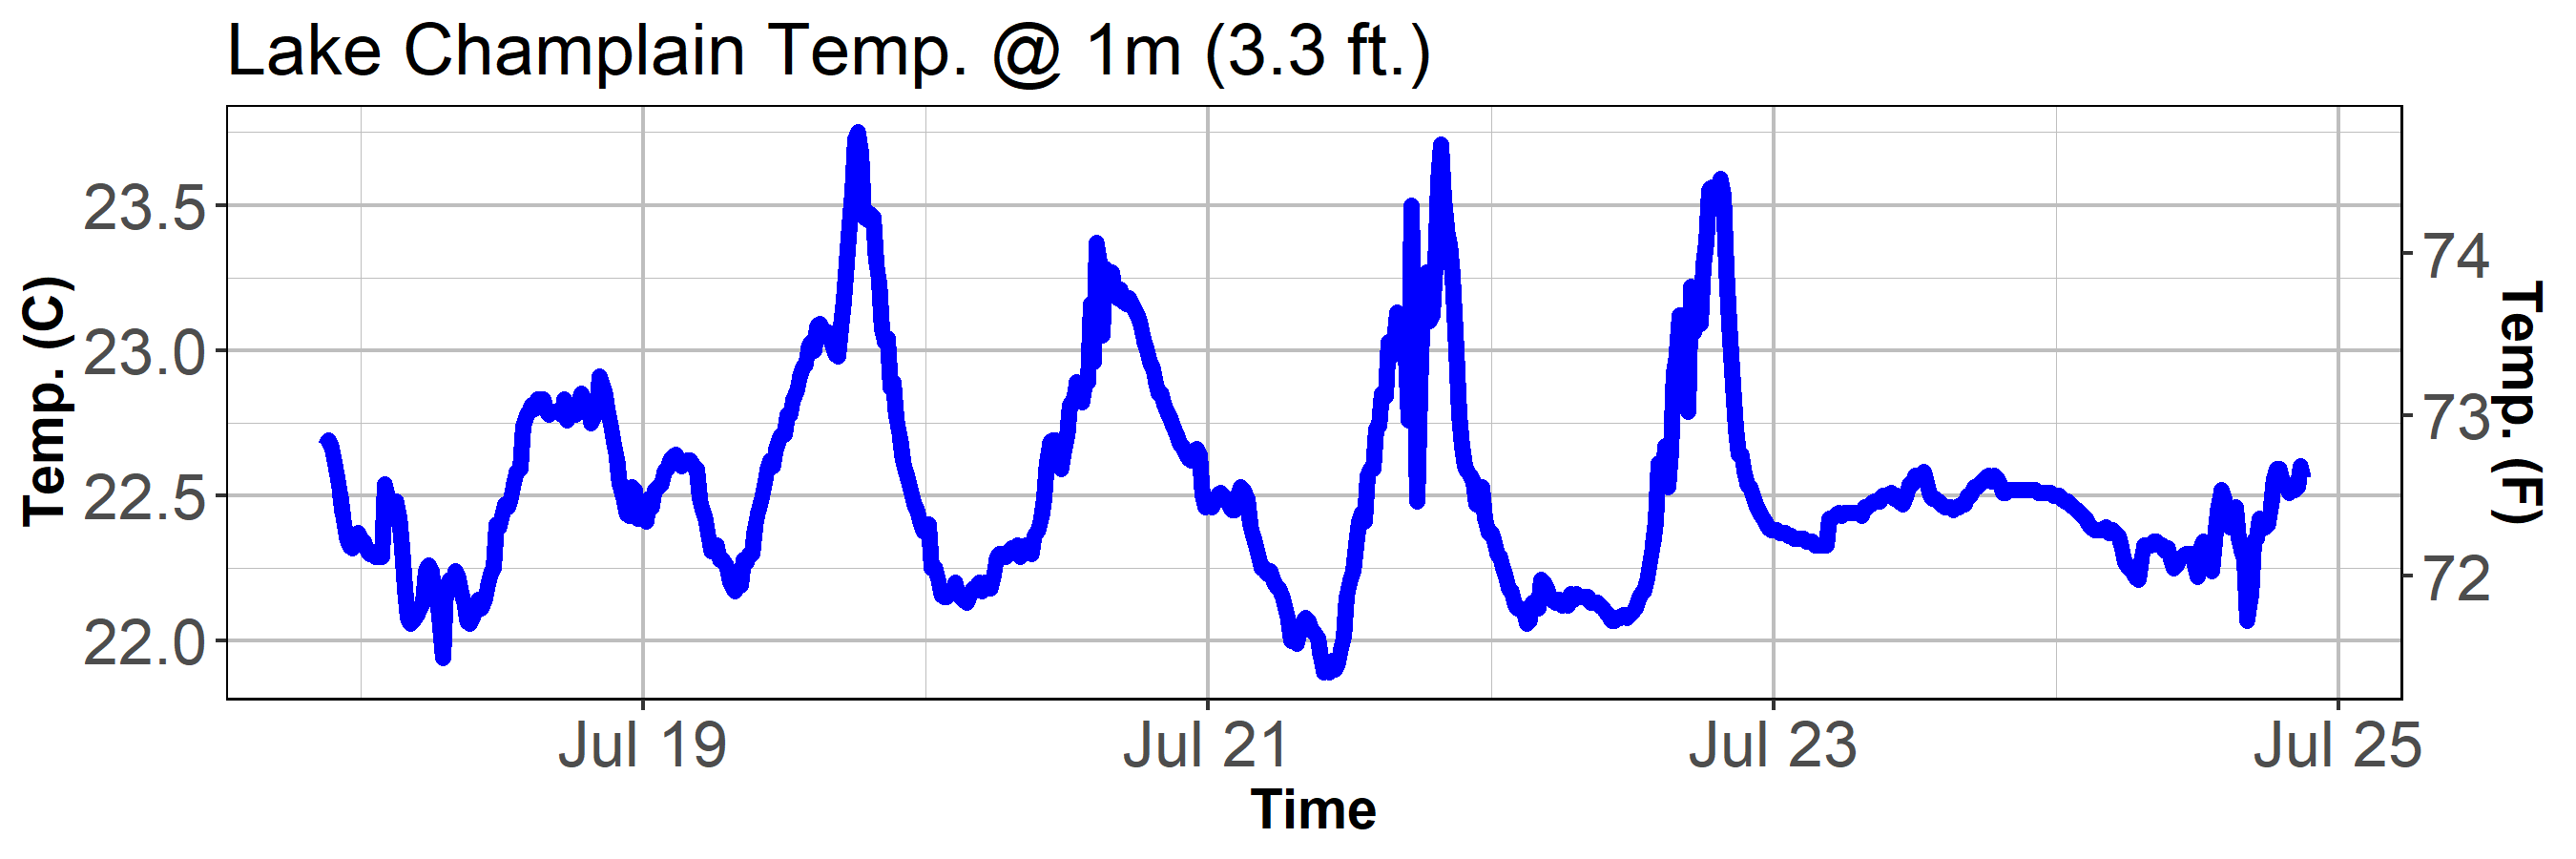 Lake Champlain Temp. @ 1m (3.3 ft.)
Temp. (C)
23.5
23.0
22.5
22.0
74
73
72
Temp. (F)
Jul 19 Jul 21 Jul 23 Jul 25
Time